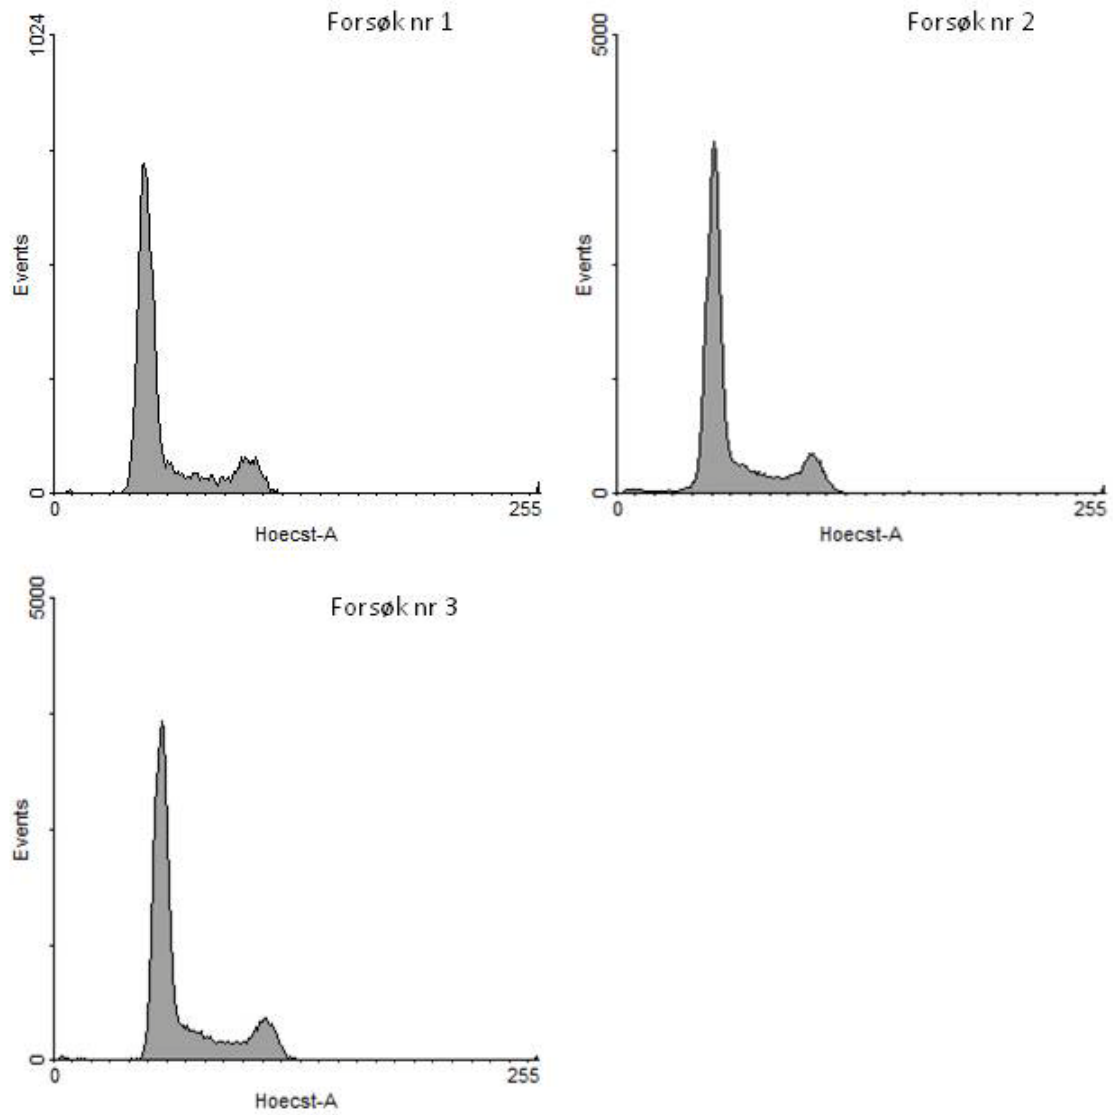 Forsøk nr 1
1024
Events
0
0
255
Hoecst-A
Forsøk nr 2
5000
Events
0
0
255
Hoecst-A
Forsøk nr 3
5000
Events
0
0
255
Hoecst-A